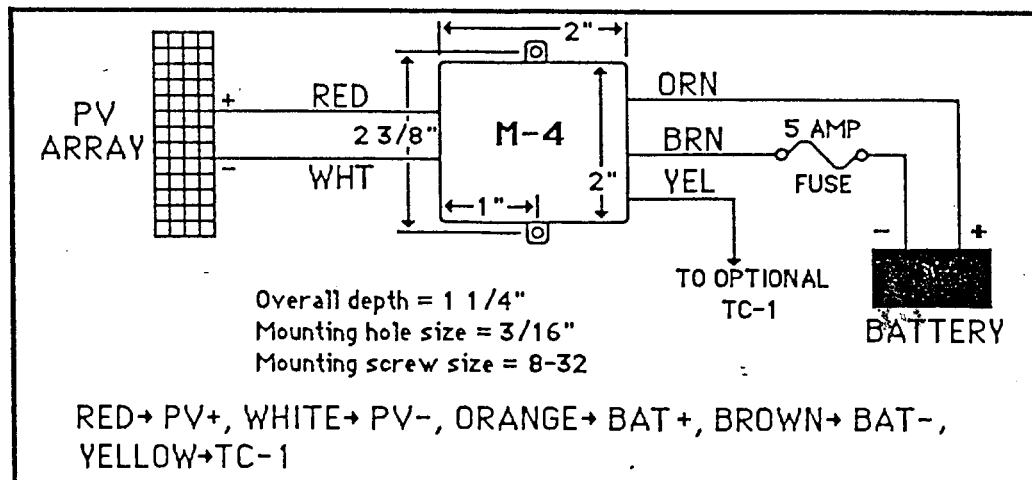 2"
PV
ARRAY
+
RED
-
WHT
2 3/8"
M-4
2"
1"
ORN
BRN
YEL
5 AMP
FUSE
TO OPTIONAL
TC-1
- +
BATTERY
Overall depth = 1 1/4"
Mounting hole size = 3/16"
Mounting screw size = 8-32
RED→ PV+, WHITE→ PV-, ORANGE→ BAT+, BROWN→ BAT-,
YELLOW→TC-1